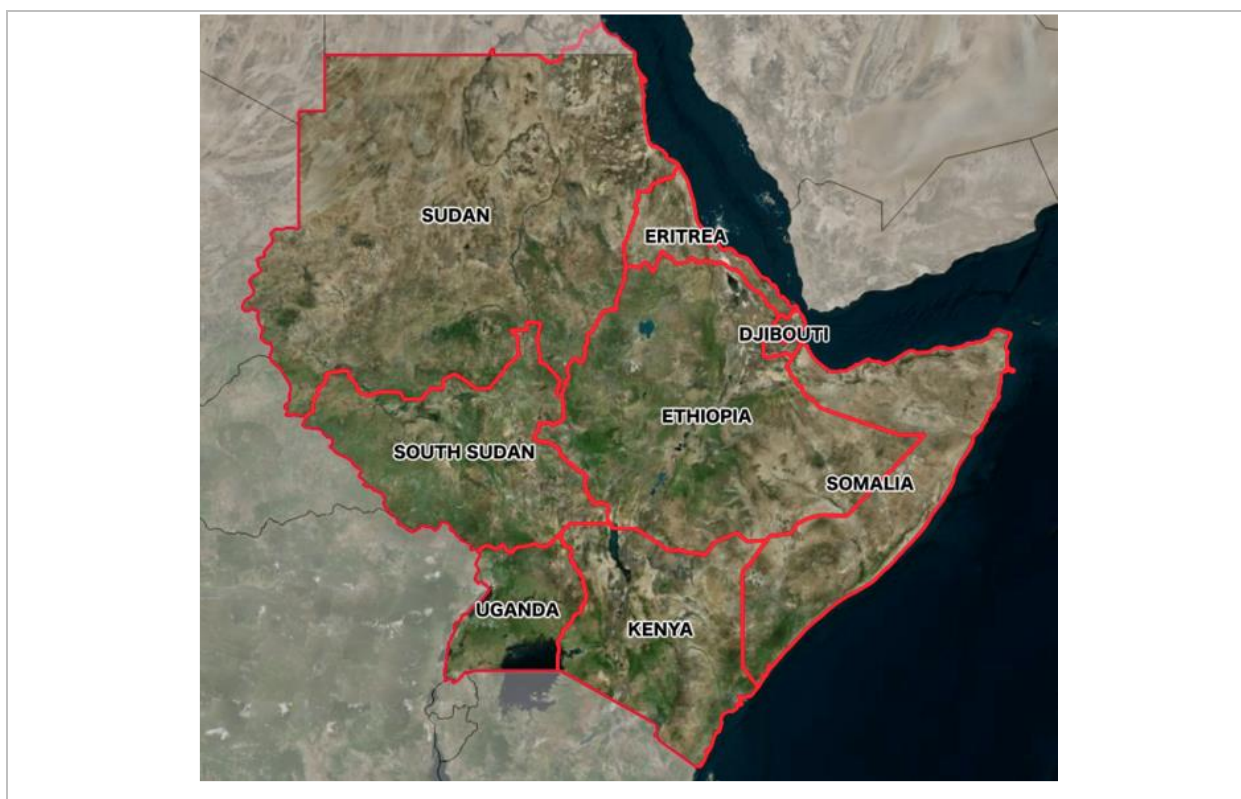 SUDAN
ERITREA
DJIBOUTI
ETHIOPIA
SOUTH SUDAN
SOMALIA
UGANDA
KENYA